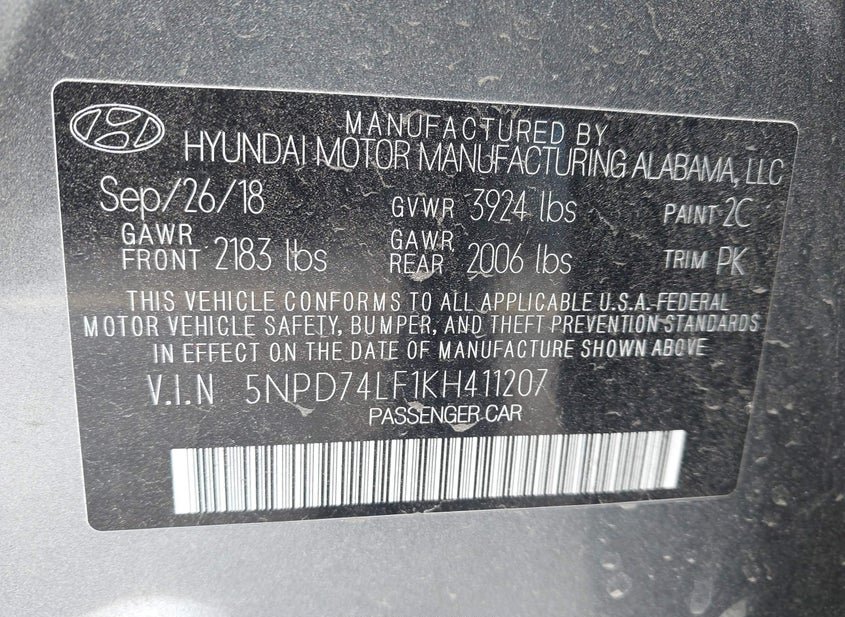 MANUFACTURED BY
HYUNDAI MOTOR MANUFACTURING ALABAMA, LLC
Sep/26/18 GVWR 3924 lbs PAINT 2C
GAWR FRONT 2183 lbs GAWR REAR 2006 lbs TRIM PK
THIS VEHICLE CONFORMS TO ALL APPLICABLE U.S.A. FEDERAL
MOTOR VEHICLE SAFETY, BUMPER, AND THEFT PREVENTION STANDARDS
IN EFFECT ON THE DATE OF MANUFACTURE SHOWN ABOVE
V.I.N 5NPD74LF1KH411207
PASSENGER CAR